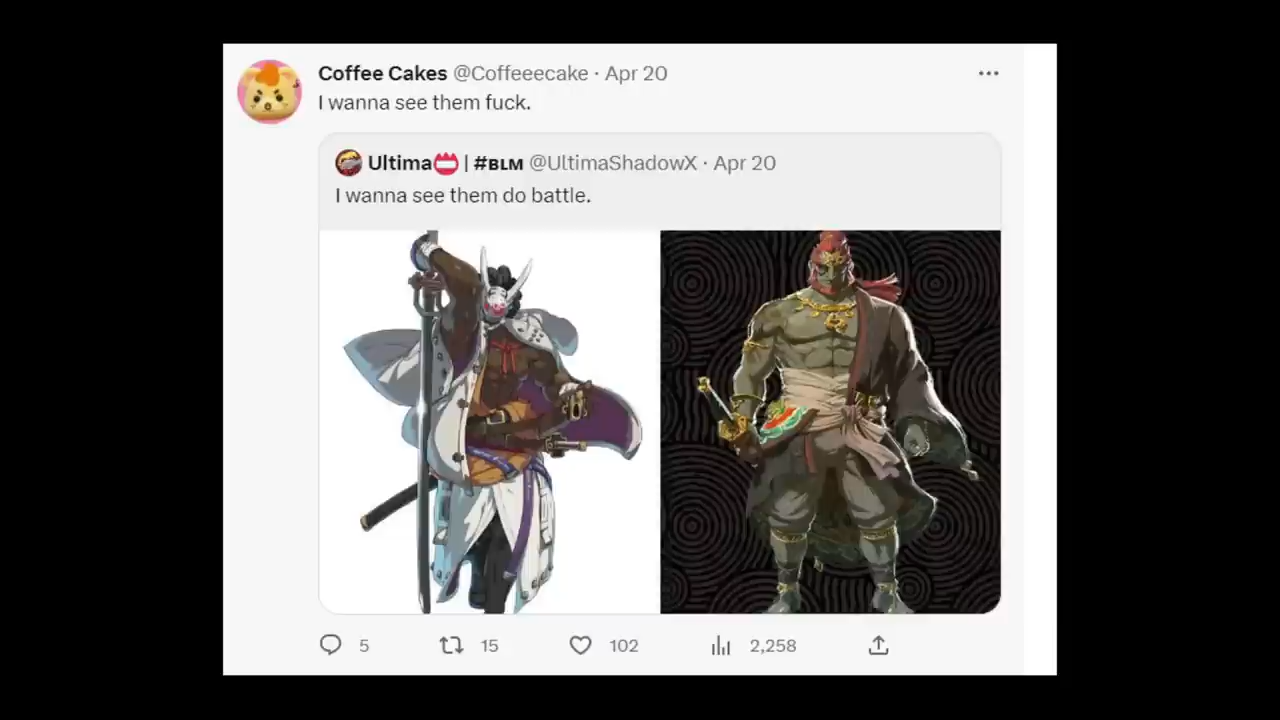 Coffee Cakes @Coffeeecake · Apr 20
I wanna see them fuck.
Ultima📛 | #BLM @UltimaShadowX · Apr 20
I wanna see them do battle.
5 15 102 2,258